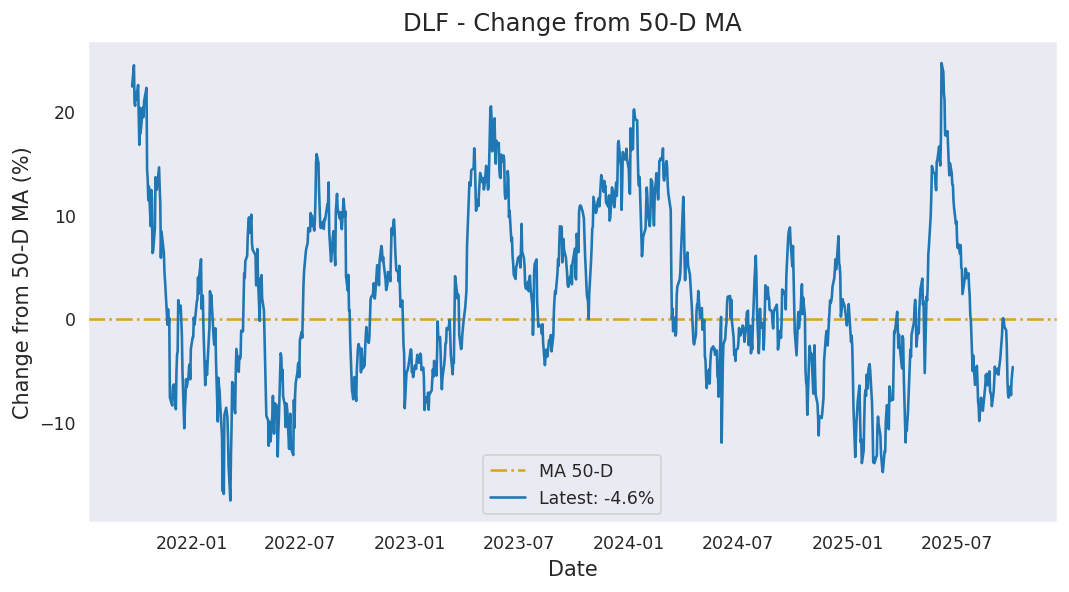 DLF - Change from 50-D MA
Change from 50-D MA (%)
20
10
0
−10
MA 50-D
Latest: -4.6%
2022-01 2022-07 2023-01 2023-07 2024-01 2024-07 2025-01 2025-07
Date